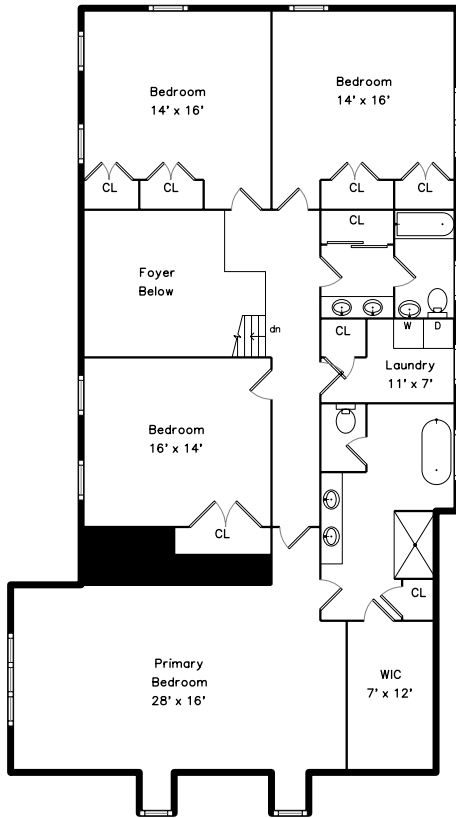 Bedroom
14' x 16'
Bedroom
14' x 16'
CL
CL
CL
CL
CL
Foyer
Below
dn
W
D
CL
Laundry
11' x 7'
Bedroom
16' x 14'
CL
CL
Primary
Bedroom
28' x 16'
WIC
7' x 12'